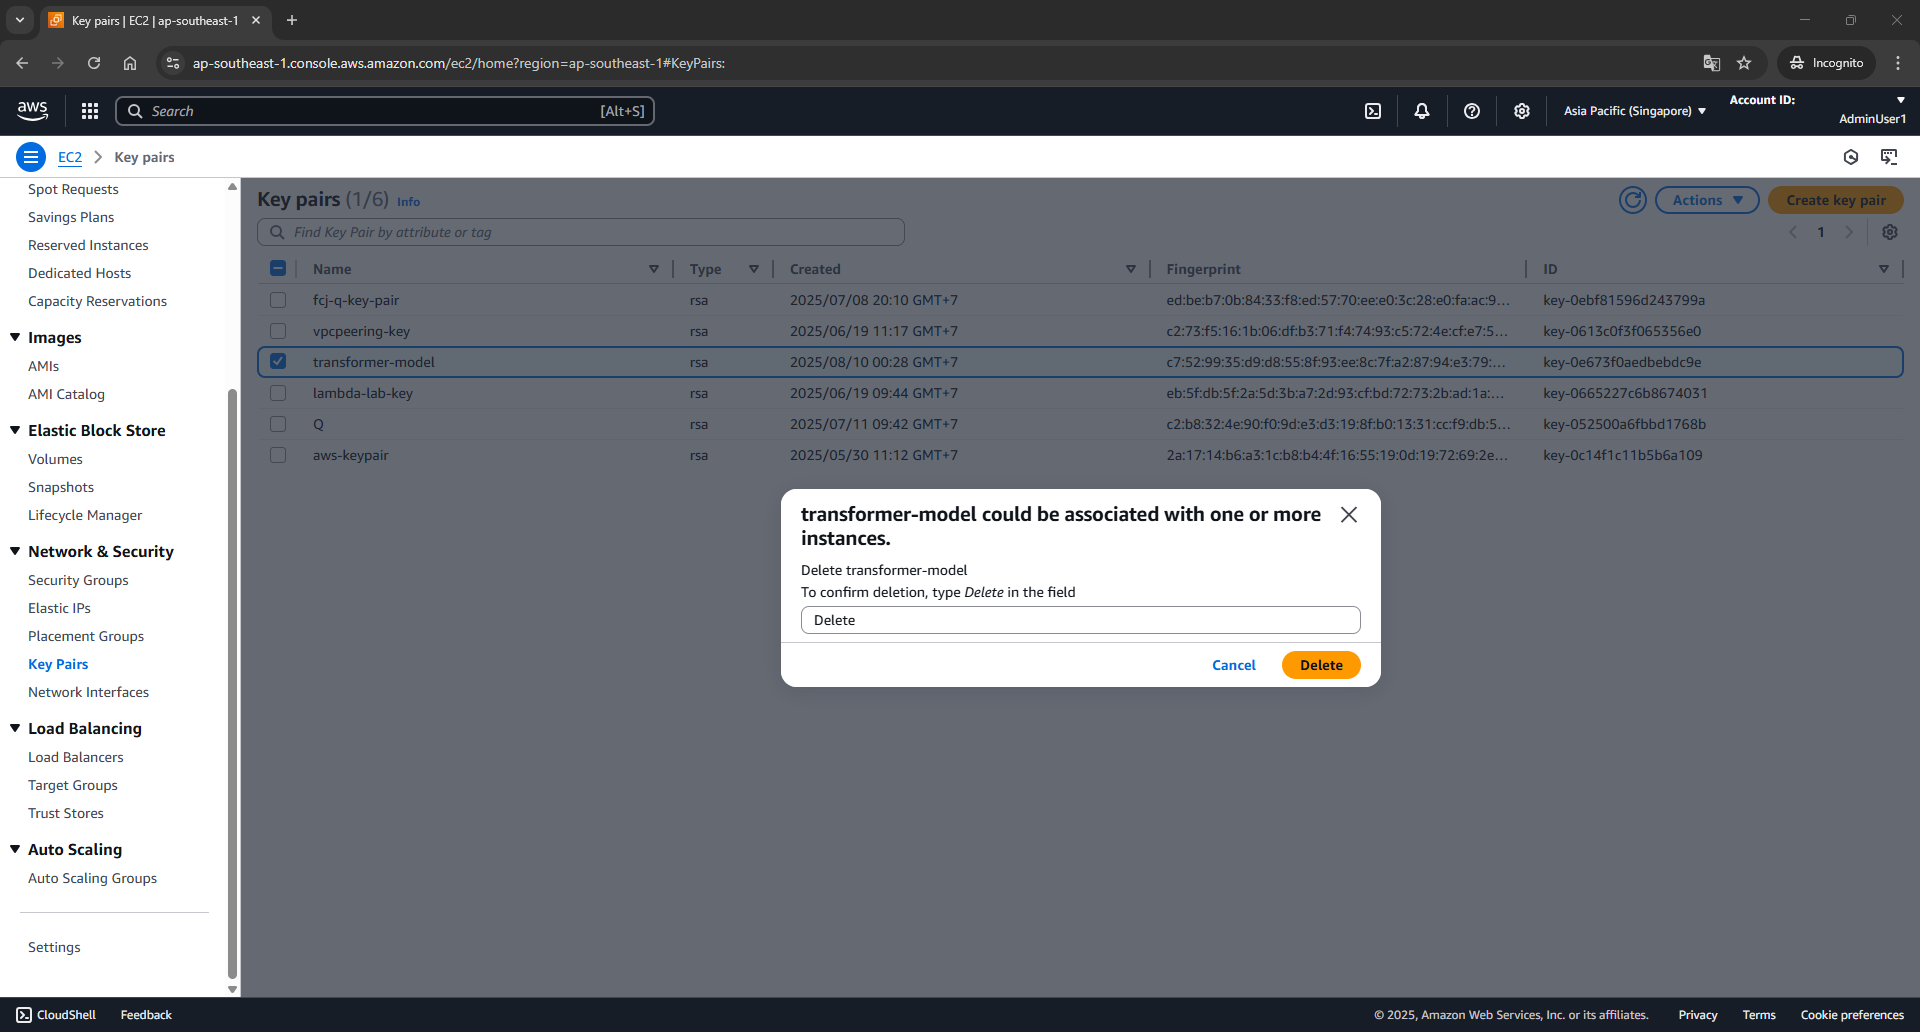 Key pairs | EC2 | ap-southeast-1
ap-southeast-1.console.aws.amazon.com/ec2/home?region=ap-southeast-1#KeyPairs:
Incognito
aws
Search
[Alt+S]
Asia Pacific (Singapore)
Account ID:
AdminUser1
EC2
Key pairs
Spot Requests
Savings Plans
Reserved Instances
Dedicated Hosts
Capacity Reservations
Images
AMIs
AMI Catalog
Elastic Block Store
Volumes
Snapshots
Lifecycle Manager
Network & Security
Security Groups
Elastic IPs
Placement Groups
Key Pairs
Network Interfaces
Load Balancing
Load Balancers
Target Groups
Trust Stores
Auto Scaling
Auto Scaling Groups
Settings
Key pairs (1/6) Info
Actions
Create key pair
Find Key Pair by attribute or tag
1
Name Type Created Fingerprint ID
fcj-q-key-pair rsa 2025/07/08 20:10 GMT+7 ed:be:b7:0b:84:33:f8:ed:57:70:ee:e0:3c:28:e0:fa:ac:9... key-0ebf81596d243799a
vpcpeering-key rsa 2025/06/19 11:17 GMT+7 c2:73:f5:16:1b:06:df:b3:71:f4:74:93:c5:72:4e:cf:e7:5... key-0613c0f3f065356e0
transformer-model rsa 2025/08/10 00:28 GMT+7 c7:52:99:35:d9:d8:55:8f:93:ee:8c:7f:a2:87:94:e3:79:... key-0e673f0aedbebdc9e
lambda-lab-key rsa 2025/06/19 09:44 GMT+7 eb:5f:db:5f:2a:5d:3b:a7:2d:93:cf:bd:72:73:2b:ad:1a:... key-0665227c6b8674031
Q rsa 2025/07/11 09:42 GMT+7 c2:b8:32:4e:90:f0:9d:e3:d3:19:8f:b0:13:31:cc:f9:db:5... key-052500a6fbbd1768b
aws-keypair rsa 2025/05/30 11:12 GMT+7 2a:17:14:b6:a3:1c:b8:b4:4f:16:55:19:0d:19:72:69:2e... key-0c14f1c11b5b6a109
transformer-model could be associated with one or more
instances.
Delete transformer-model
To confirm deletion, type Delete in the field
Delete
Cancel
Delete
CloudShell
Feedback
© 2025, Amazon Web Services, Inc. or its affiliates.
Privacy
Terms
Cookie preferences